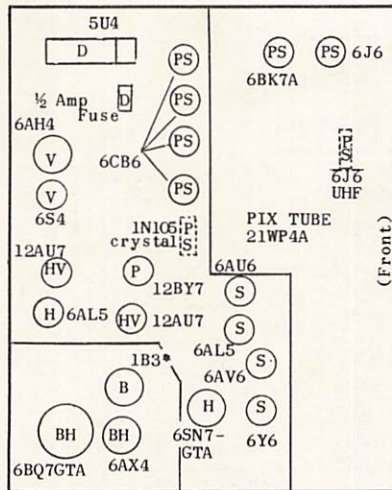 5U4
D
PS
½ Amp
Fuse
D
PS
6AH4
V
PS
6CB6
V
PS
6S4
1N105
crystal
P
S
12AU7
HV
P
12BY7
H
6AL5
HV
12AU7
1B3*
B
BH
BH
6BQ7GTA
6AX4
PS
PS
6J6
6BK7A
6J6
UHF
PIX TUBE
21WP4A
(Front)
6AU6
S
S
6AL5
6AV6
S
H
S
6SN7-
GTA
6Y6